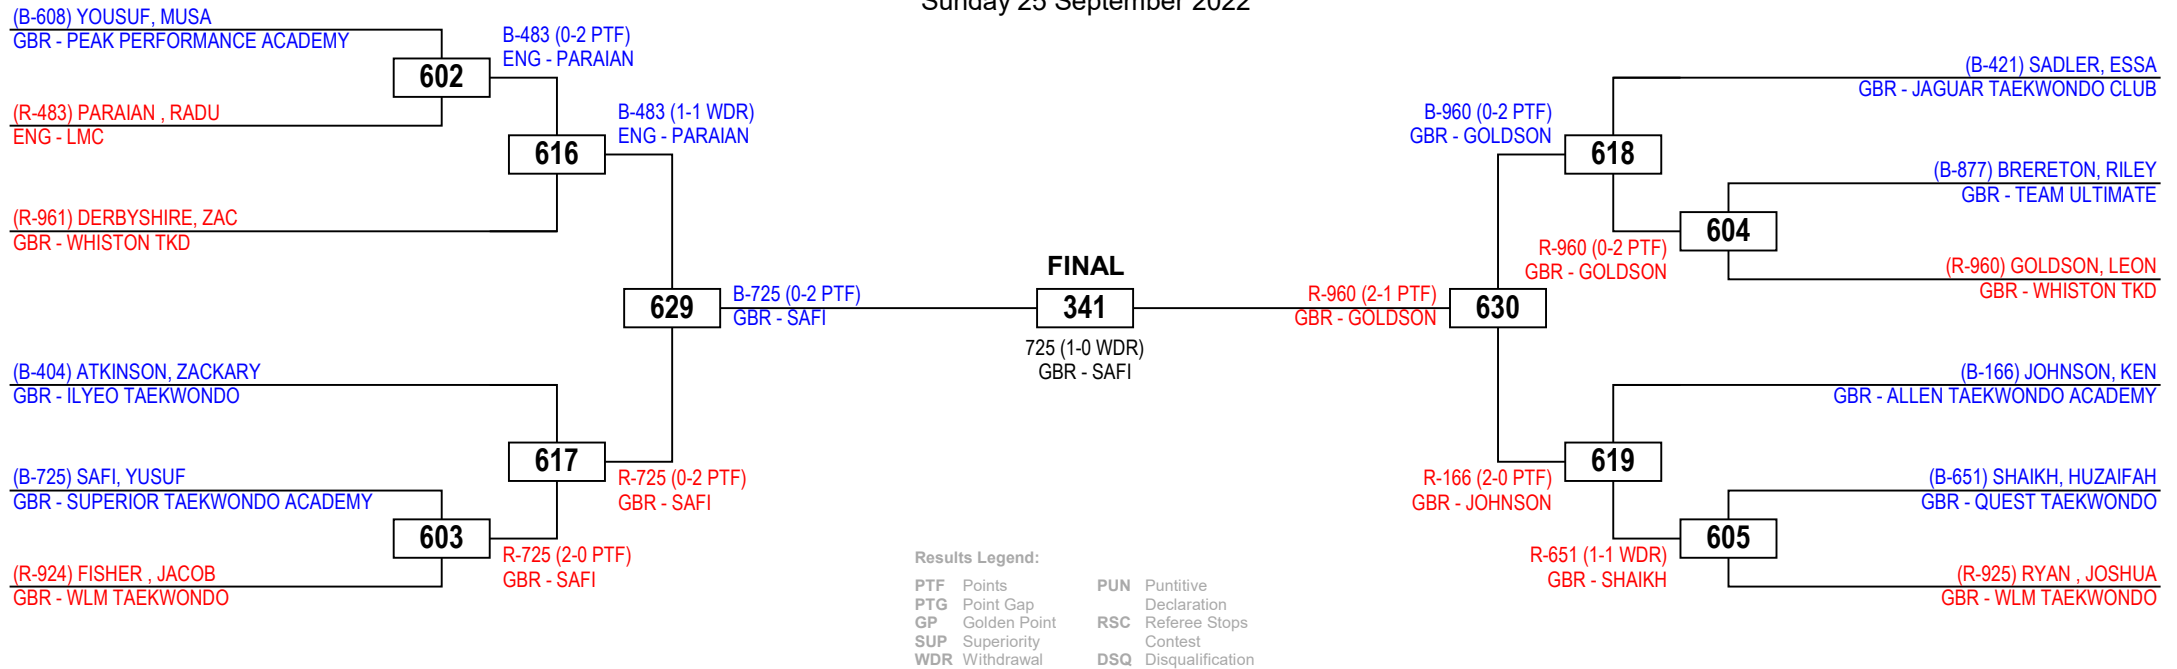 Sunday 25 September 2022
(B-608) YOUSUF, MUSA
GBR - PEAK PERFORMANCE ACADEMY
602
(R-483) PARAIAN , RADU
ENG - LMC
B-483 (0-2 PTF)
ENG - PARAIAN
616
(R-961) DERBYSHIRE, ZAC
GBR - WHISTON TKD
B-483 (1-1 WDR)
ENG - PARAIAN
629
(B-404) ATKINSON, ZACKARY
GBR - ILYEO TAEKWONDO
617
(B-725) SAFI, YUSUF
GBR - SUPERIOR TAEKWONDO ACADEMY
603
(R-924) FISHER , JACOB
GBR - WLM TAEKWONDO
R-725 (2-0 PTF)
GBR - SAFI
R-725 (0-2 PTF)
GBR - SAFI
B-725 (0-2 PTF)
GBR - SAFI
FINAL
341
725 (1-0 WDR)
GBR - SAFI
R-960 (2-1 PTF)
GBR - GOLDSON
630
B-960 (0-2 PTF)
GBR - GOLDSON
618
(B-421) SADLER, ESSA
GBR - JAGUAR TAEKWONDO CLUB
(B-877) BRERETON, RILEY
GBR - TEAM ULTIMATE
604
R-960 (0-2 PTF)
GBR - GOLDSON
(R-960) GOLDSON, LEON
GBR - WHISTON TKD
(B-166) JOHNSON, KEN
GBR - ALLEN TAEKWONDO ACADEMY
619
R-166 (2-0 PTF)
GBR - JOHNSON
(B-651) SHAIKH, HUZAIFAH
GBR - QUEST TAEKWONDO
605
R-651 (1-1 WDR)
GBR - SHAIKH
(R-925) RYAN , JOSHUA
GBR - WLM TAEKWONDO
Results Legend:
PTF Points
PTG Point Gap
GP Golden Point
SUP Superiority
WDR Withdrawal
PUN Puntitive
Declaration
RSC Referee Stops
Contest
DSQ Disqualification